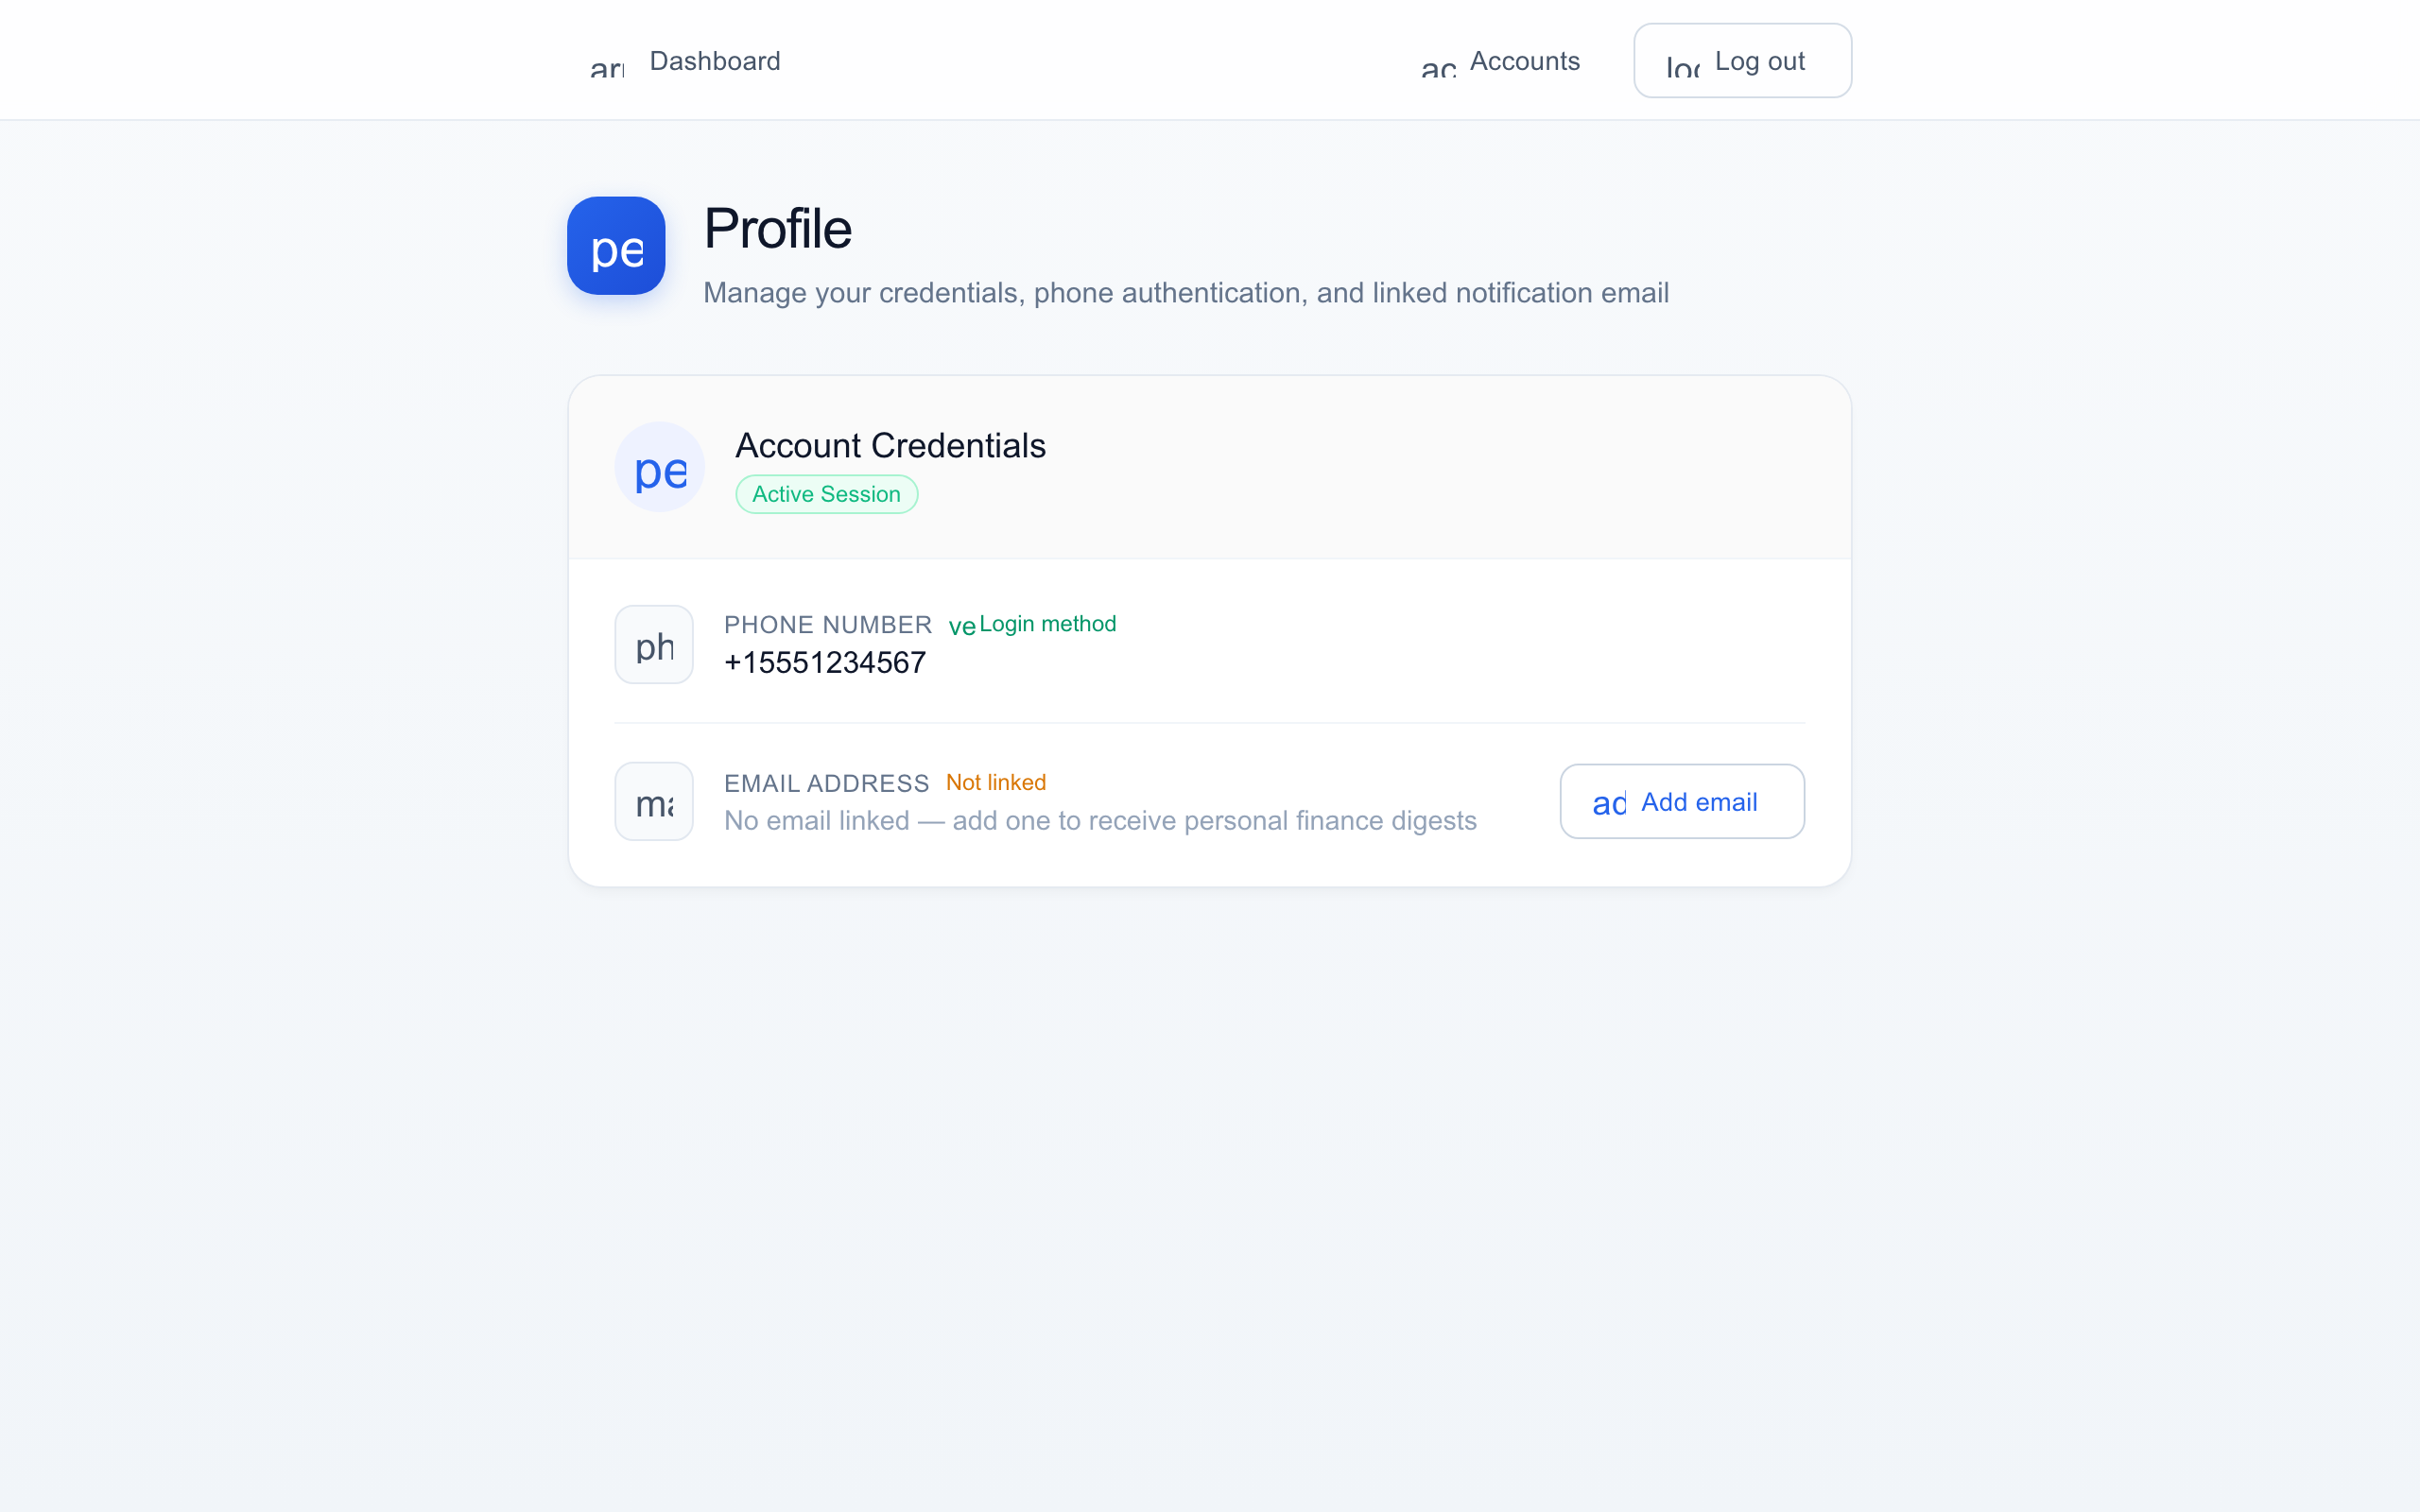 arr Dashboard
ac Accounts
loc Log out
pe Profile
Manage your credentials, phone authentication, and linked notification email
pe Account Credentials
Active Session
ph PHONE NUMBER ve Login method
+15551234567
ma EMAIL ADDRESS Not linked
No email linked — add one to receive personal finance digests
ad Add email